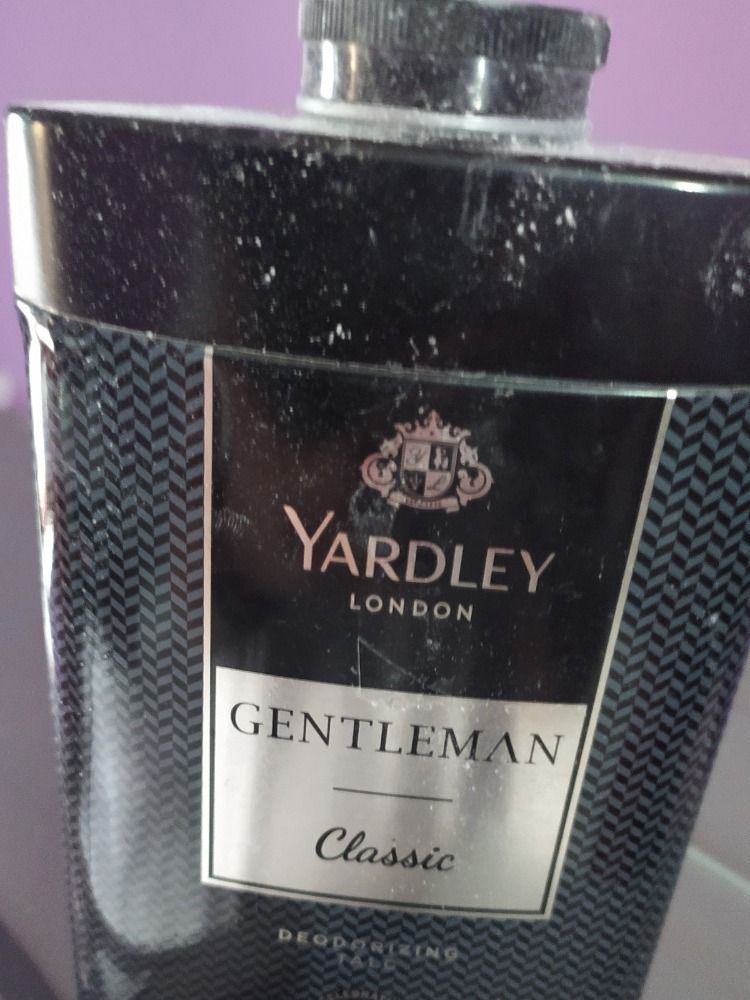 YARDLEY
LONDON
GENTLEMAN
Classic
DEODORIZING
TALC